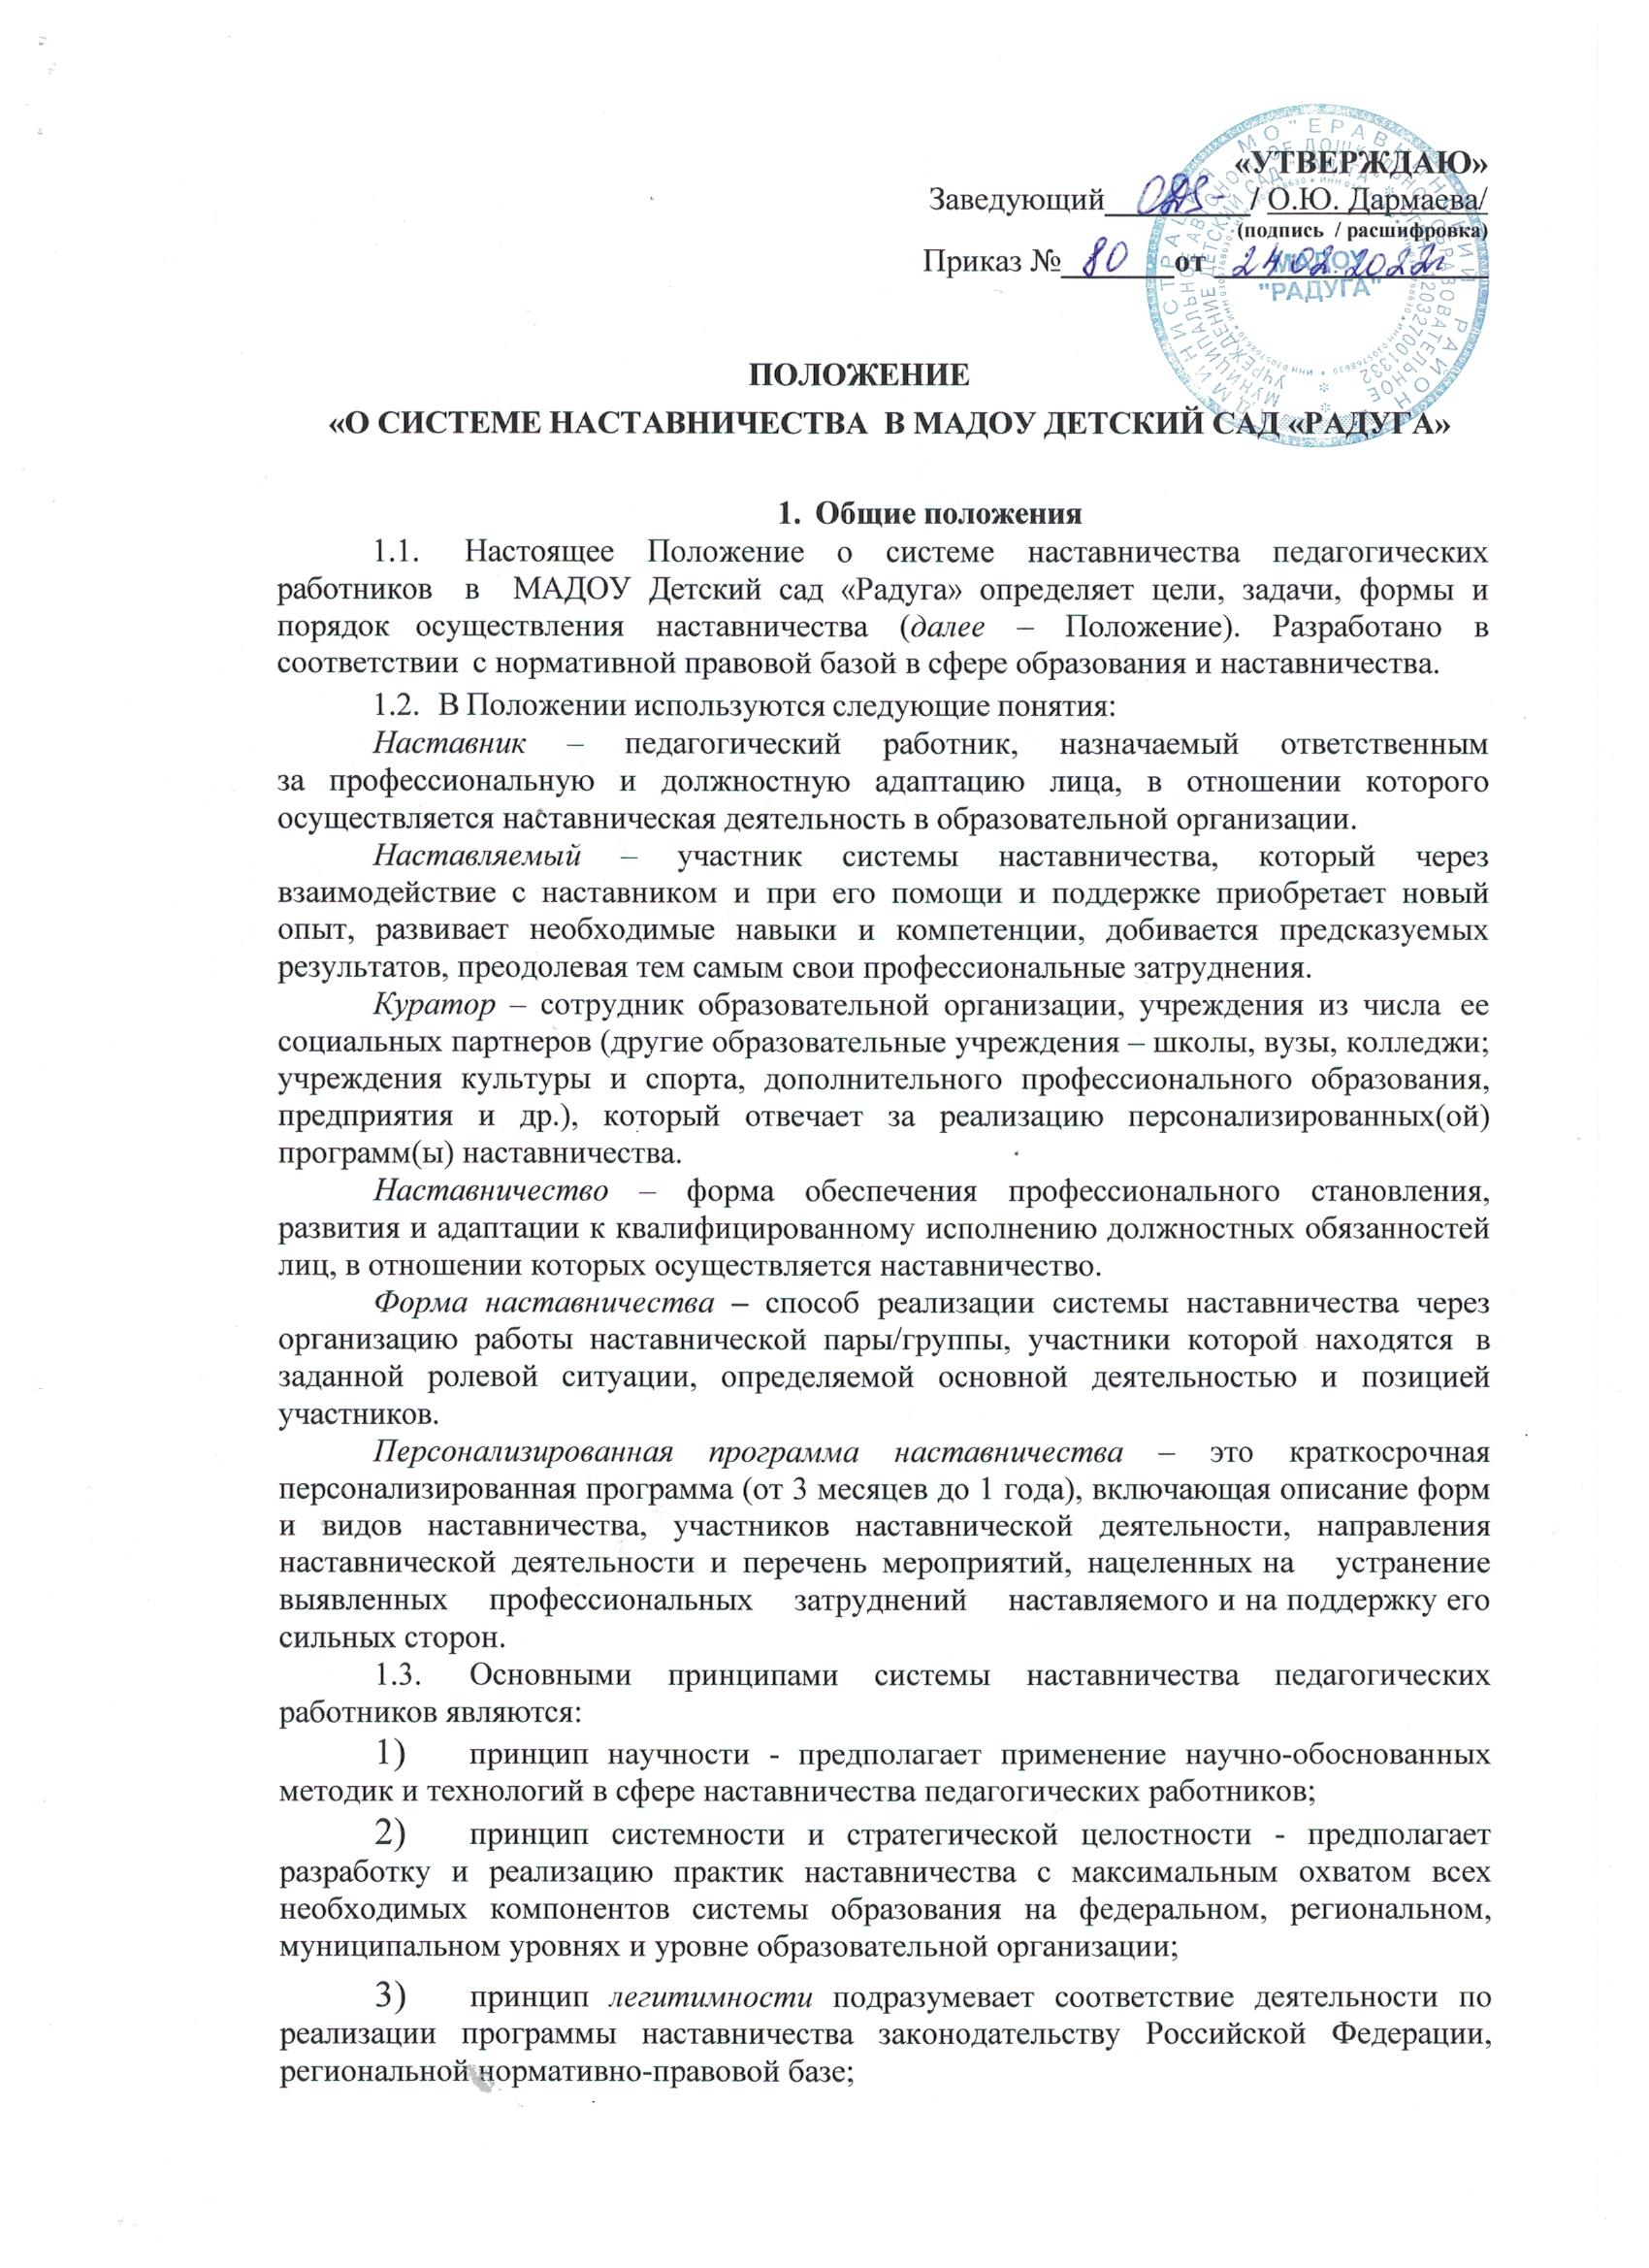 «УТВЕРЖДАЮ»
Заведующий_________/ О.Ю. Дармаева/
(подпись / расшифровка)
Приказ № 80 от 24.02.2022г
МАДОУ
"РАДУГА"
ПОЛОЖЕНИЕ
«О СИСТЕМЕ НАСТАВНИЧЕСТВА В МАДОУ ДЕТСКИЙ САД «РАДУГА»
1. Общие положения
1.1. Настоящее Положение о системе наставничества педагогических
работников в МАДОУ Детский сад «Радуга» определяет цели, задачи, формы и
порядок осуществления наставничества (далее – Положение). Разработано в
соответствии с нормативной правовой базой в сфере образования и наставничества.
1.2. В Положении используются следующие понятия:
Наставник – педагогический работник, назначаемый ответственным
за профессиональную и должностную адаптацию лица, в отношении которого
осуществляется наставническая деятельность в образовательной организации.
Наставляемый – участник системы наставничества, который через
взаимодействие с наставником и при его помощи и поддержке приобретает новый
опыт, развивает необходимые навыки и компетенции, добивается предсказуемых
результатов, преодолевая тем самым свои профессиональные затруднения.
Куратор – сотрудник образовательной организации, учреждения из числа ее
социальных партнеров (другие образовательные учреждения – школы, вузы, колледжи;
учреждения культуры и спорта, дополнительного профессионального образования,
предприятия и др.), который отвечает за реализацию персонализированных(ой)
программ(ы) наставничества.
Наставничество – форма обеспечения профессионального становления,
развития и адаптации к квалифицированному исполнению должностных обязанностей
лиц, в отношении которых осуществляется наставничество.
Форма наставничества – способ реализации системы наставничества через
организацию работы наставнической пары/группы, участники которой находятся в
заданной ролевой ситуации, определяемой основной деятельностью и позицией
участников.
Персонализированная программа наставничества – это краткосрочная
персонализированная программа (от 3 месяцев до 1 года), включающая описание форм
и видов наставничества, участников наставнической деятельности, направления
наставнической деятельности и перечень мероприятий, нацеленных на устранение
выявленных профессиональных затруднений наставляемого и на поддержку его
сильных сторон.
1.3. Основными принципами системы наставничества педагогических
работников являются:
1) принцип научности - предполагает применение научно-обоснованных
методик и технологий в сфере наставничества педагогических работников;
2) принцип системности и стратегической целостности - предполагает
разработку и реализацию практик наставничества с максимальным охватом всех
необходимых компонентов системы образования на федеральном, региональном,
муниципальном уровнях и уровне образовательной организации;
3) принцип легитимности подразумевает соответствие деятельности по
реализации программы наставничества законодательству Российской Федерации,
региональной нормативно-правовой базе;